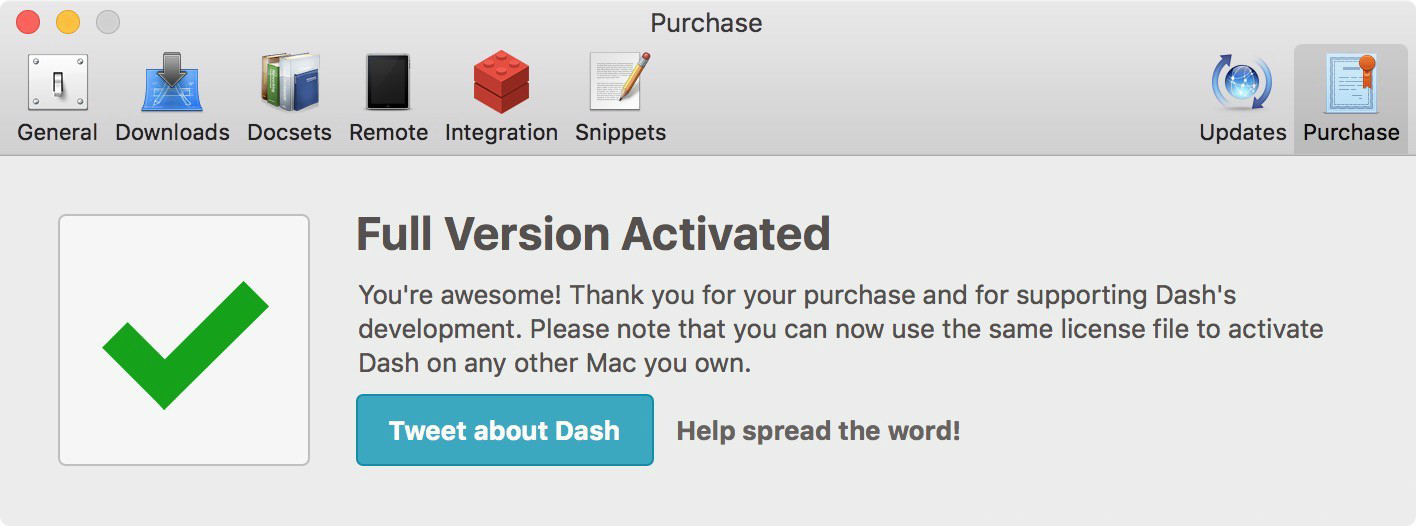 Purchase
General Downloads Docsets Remote Integration Snippets Updates Purchase
Full Version Activated
You're awesome! Thank you for your purchase and for supporting Dash's
development. Please note that you can now use the same license file to activate
Dash on any other Mac you own.
Tweet about Dash Help spread the word!